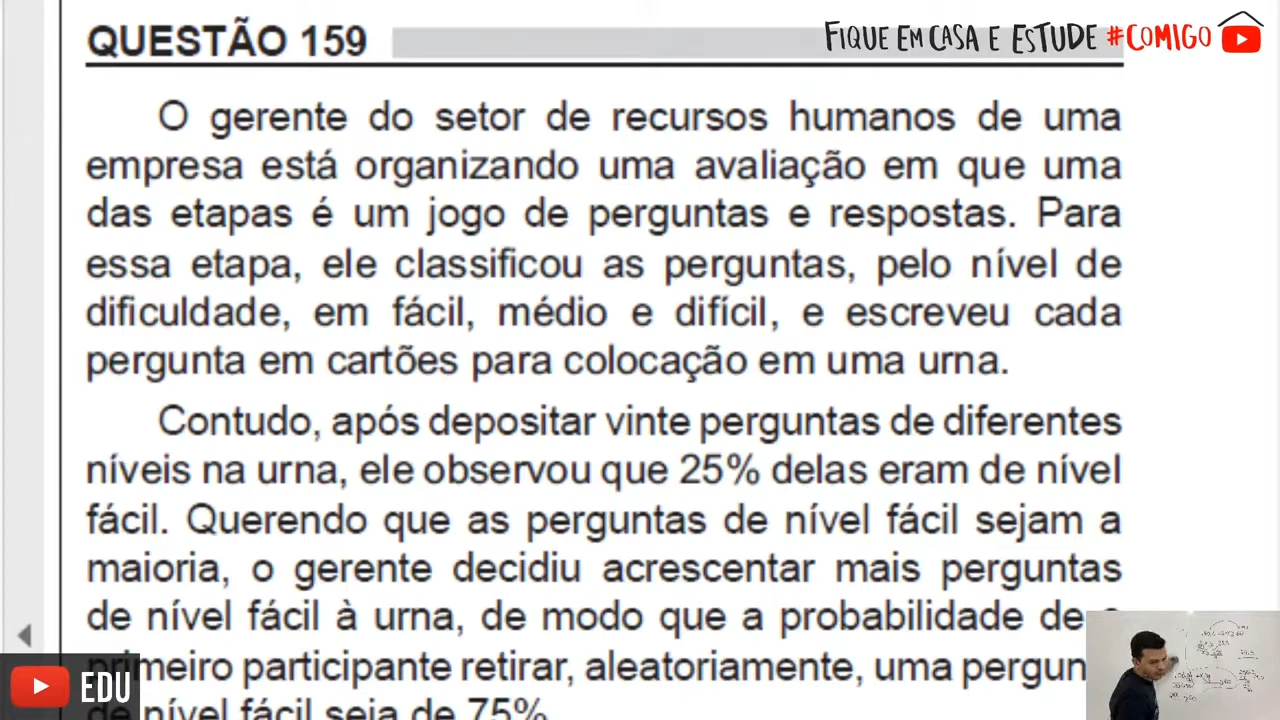 QUESTÃO 159
FIQUE EM CASA E ESTUDE #COMIGO
O gerente do setor de recursos humanos de uma
empresa está organizando uma avaliação em que uma
das etapas é um jogo de perguntas e respostas. Para
essa etapa, ele classificou as perguntas, pelo nível de
dificuldade, em fácil, médio e difícil, e escreveu cada
pergunta em cartões para colocação em uma urna.
Contudo, após depositar vinte perguntas de diferentes
níveis na urna, ele observou que 25% delas eram de nível
fácil. Querendo que as perguntas de nível fácil sejam a
maioria, o gerente decidiu acrescentar mais perguntas
de nível fácil à urna, de modo que a probabilidade de
primeiro participante retirar, aleatoriamente, uma pergun
de nível fácil seja de 75%
EDU